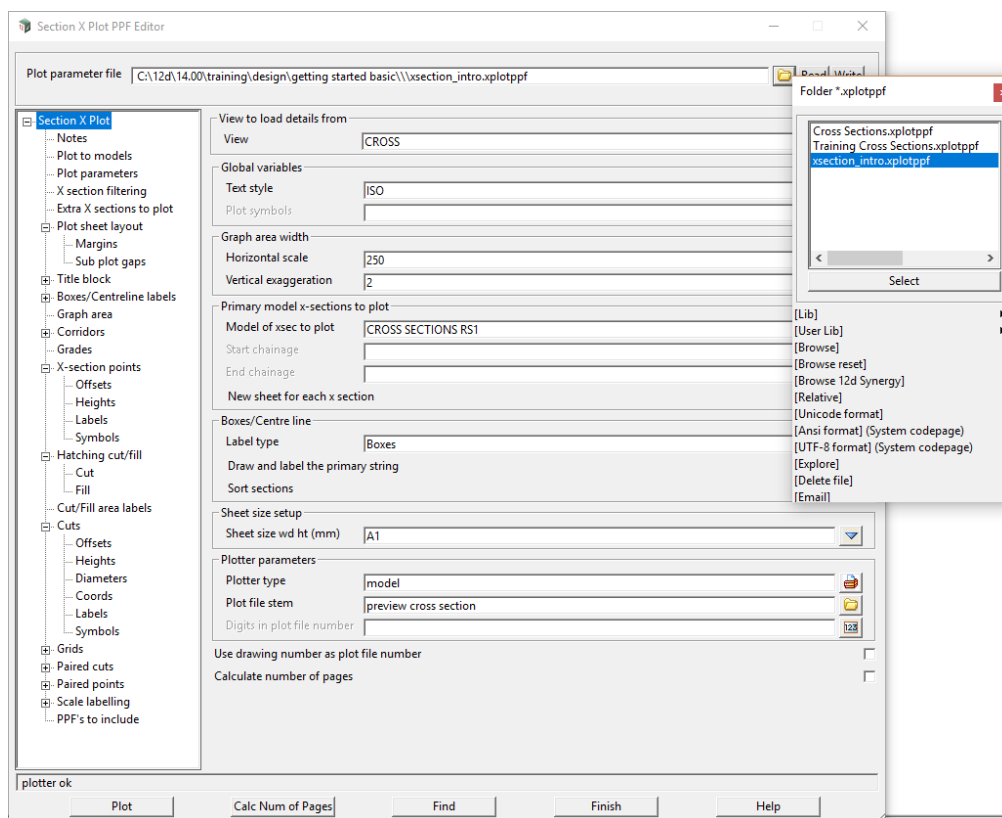 Section X Plot PPF Editor
Plot parameter file C:\12d\14.00\training\design\getting started basic\\\xsection_intro.xplotppf Read Write
Section X Plot
Notes
Plot to models
Plot parameters
X section filtering
Extra X sections to plot
Plot sheet layout
Margins
Sub plot gaps
Title block
Boxes/Centreline labels
Graph area
Corridors
Grades
X-section points
Offsets
Heights
Labels
Symbols
Hatching cut/fill
Cut
Fill
Cut/Fill area labels
Cuts
Offsets
Heights
Diameters
Coords
Labels
Symbols
Grids
Paired cuts
Paired points
Scale labelling
PPF's to include
View to load details from
View CROSS
Global variables
Text style ISO
Plot symbols
Graph area width
Horizontal scale 250
Vertical exaggeration 2
Primary model x-sections to plot
Model of xsec to plot CROSS SECTIONS RS1
Start chainage
End chainage
New sheet for each x section
Boxes/Centre line
Label type Boxes
Draw and label the primary string
Sort sections
Sheet size setup
Sheet size wd ht (mm) A1
Plotter parameters
Plotter type model
Plot file stem preview cross section
Digits in plot file number 123
Use drawing number as plot file number
Calculate number of pages
Folder *.xplotppf
Cross Sections.xplotppf
Training Cross Sections.xplotppf
xsection_intro.xplotppf
Select
[Lib]
[User Lib]
[Browse]
[Browse reset]
[Browse 12d Synergy]
[Relative]
[Unicode format]
[Ansi format] (System codepage)
[UTF-8 format] (System codepage)
[Explore]
[Delete file]
[Email]
plotter ok
Plot Calc Num of Pages Find Finish Help